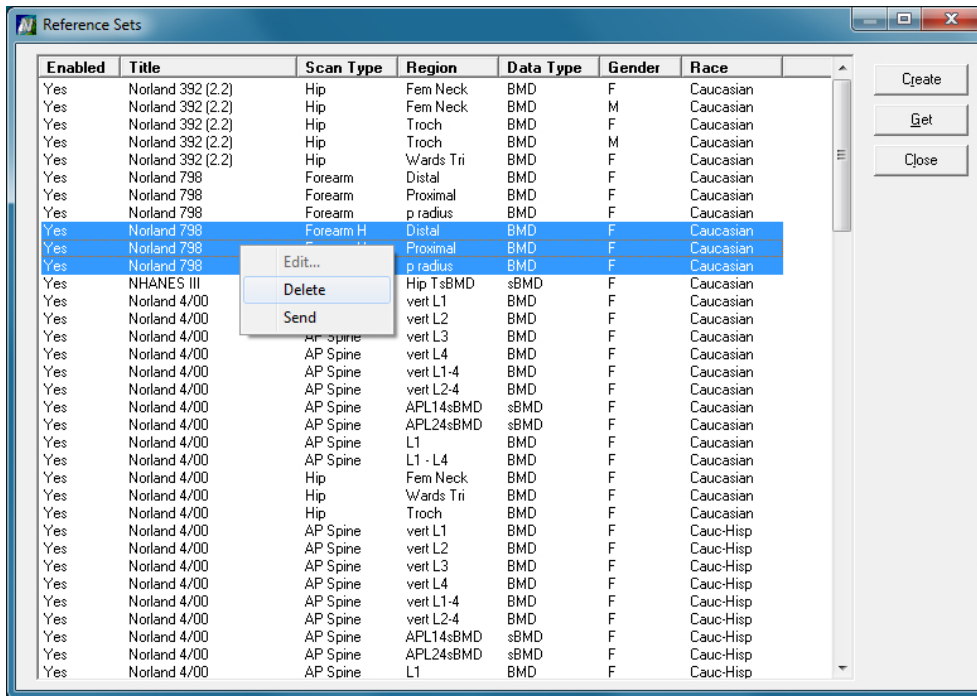 Reference Sets
Enabled Title Scan Type Region Data Type Gender Race
Yes Norland 392 (2.2) Hip Fem Neck BMD F Caucasian
Yes Norland 392 (2.2) Hip Fem Neck BMD M Caucasian
Yes Norland 392 (2.2) Hip Troch BMD F Caucasian
Yes Norland 392 (2.2) Hip Troch BMD M Caucasian
Yes Norland 392 (2.2) Hip Wards Tri BMD F Caucasian
Yes Norland 798 Forearm Distal BMD F Caucasian
Yes Norland 798 Forearm Proximal BMD F Caucasian
Yes Norland 798 Forearm p radius BMD F Caucasian
Yes Norland 798 Forearm H Distal BMD F Caucasian
Yes Norland 798 Proximal BMD F Caucasian
Yes Norland 798 p radius BMD F Caucasian
Yes NHANES III Hip TsBMD sBMD F Caucasian
Yes Norland 4/00 vert L1 BMD F Caucasian
Yes Norland 4/00 vert L2 BMD F Caucasian
Yes Norland 4/00 AP Spine vert L3 BMD F Caucasian
Yes Norland 4/00 AP Spine vert L4 BMD F Caucasian
Yes Norland 4/00 AP Spine vert L1-4 BMD F Caucasian
Yes Norland 4/00 AP Spine vert L2-4 BMD F Caucasian
Yes Norland 4/00 AP Spine APL14sBMD sBMD F Caucasian
Yes Norland 4/00 AP Spine APL24sBMD sBMD F Caucasian
Yes Norland 4/00 AP Spine L1 BMD F Caucasian
Yes Norland 4/00 AP Spine L1 - L4 BMD F Caucasian
Yes Norland 4/00 Hip Fem Neck BMD F Caucasian
Yes Norland 4/00 Hip Wards Tri BMD F Caucasian
Yes Norland 4/00 Hip Troch BMD F Caucasian
Yes Norland 4/00 AP Spine vert L1 BMD F Cauc-Hisp
Yes Norland 4/00 AP Spine vert L2 BMD F Cauc-Hisp
Yes Norland 4/00 AP Spine vert L3 BMD F Cauc-Hisp
Yes Norland 4/00 AP Spine vert L4 BMD F Cauc-Hisp
Yes Norland 4/00 AP Spine vert L1-4 BMD F Cauc-Hisp
Yes Norland 4/00 AP Spine vert L2-4 BMD F Cauc-Hisp
Yes Norland 4/00 AP Spine APL14sBMD sBMD F Cauc-Hisp
Yes Norland 4/00 AP Spine APL24sBMD sBMD F Cauc-Hisp
Yes Norland 4/00 AP Spine L1 BMD F Cauc-Hisp
Edit...
Delete
Send
Create
Get
Close